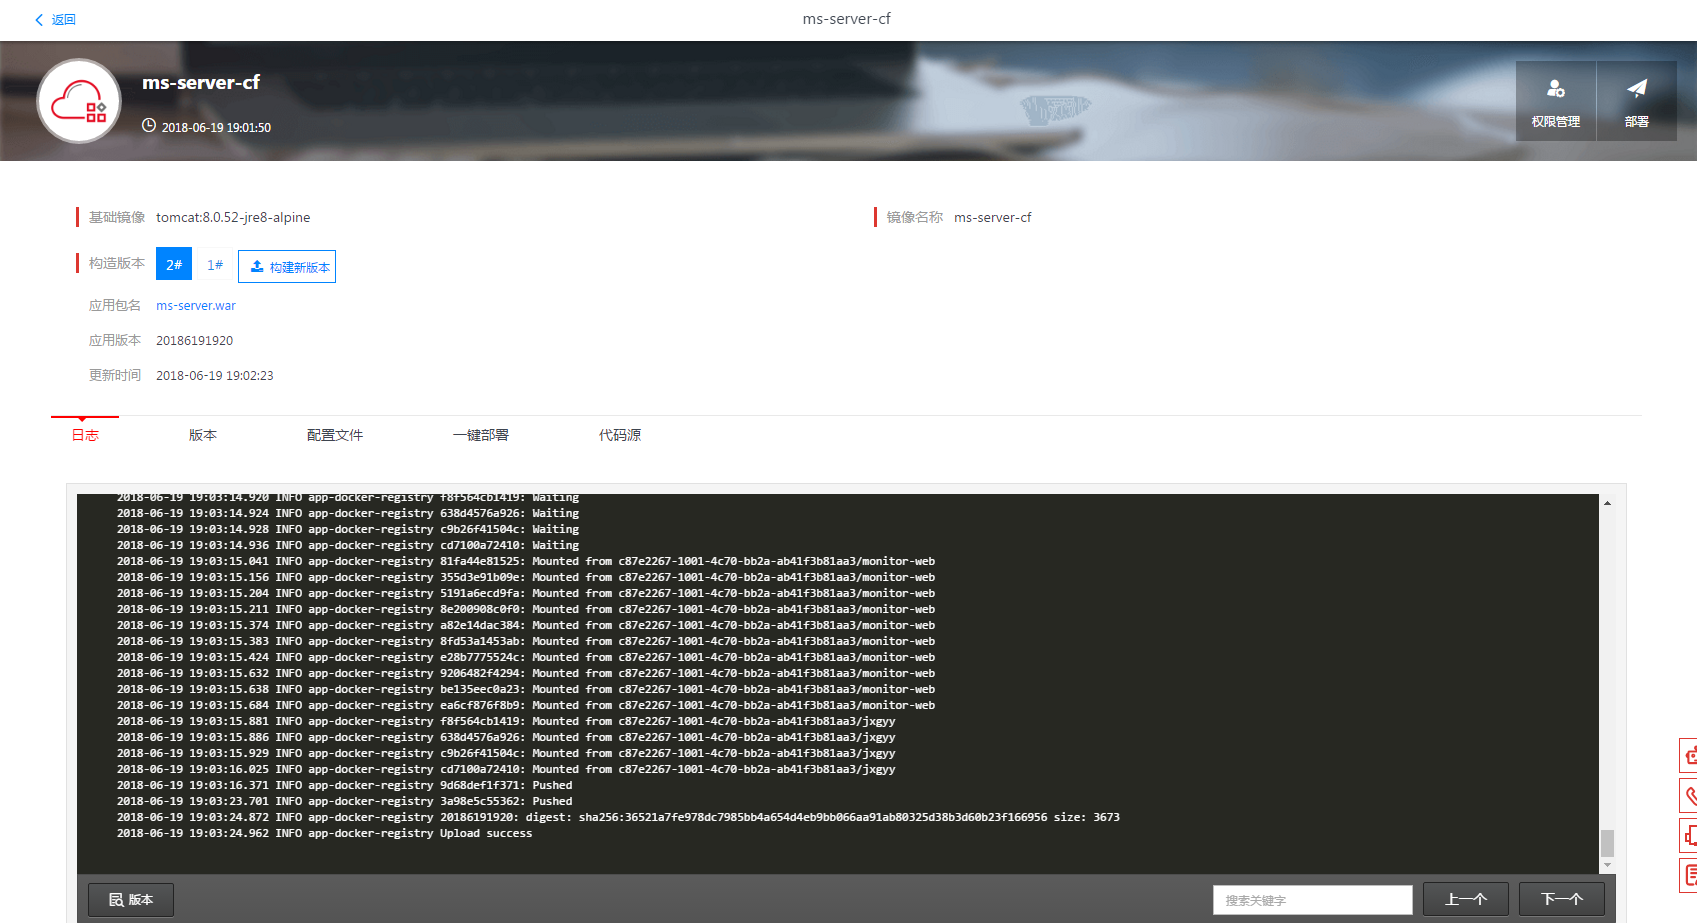 返回
ms-server-cf
ms-server-cf
2018-06-19 19:01:50
权限管理
部署
基础镜像 tomcat:8.0.52-jre8-alpine
镜像名称 ms-server-cf
构造版本 2# 1# 构建新版本
应用包名 ms-server.war
应用版本 20186191920
更新时间 2018-06-19 19:02:23
日志 版本 配置文件 一键部署 代码源
2018-06-19 19:03:14.920 INFO app-docker-registry f8f564cb1419: Waiting
2018-06-19 19:03:14.924 INFO app-docker-registry 638d4576a926: Waiting
2018-06-19 19:03:14.928 INFO app-docker-registry c9b26f41504c: Waiting
2018-06-19 19:03:14.936 INFO app-docker-registry cd7100a72410: Waiting
2018-06-19 19:03:15.041 INFO app-docker-registry 81fa44e81525: Mounted from c87e2267-1001-4c70-bb2a-ab41f3b81aa3/monitor-web
2018-06-19 19:03:15.156 INFO app-docker-registry 355d3e91b09e: Mounted from c87e2267-1001-4c70-bb2a-ab41f3b81aa3/monitor-web
2018-06-19 19:03:15.204 INFO app-docker-registry 5191a6ecd9fa: Mounted from c87e2267-1001-4c70-bb2a-ab41f3b81aa3/monitor-web
2018-06-19 19:03:15.211 INFO app-docker-registry 8e200908c0f0: Mounted from c87e2267-1001-4c70-bb2a-ab41f3b81aa3/monitor-web
2018-06-19 19:03:15.374 INFO app-docker-registry a82e14dac384: Mounted from c87e2267-1001-4c70-bb2a-ab41f3b81aa3/monitor-web
2018-06-19 19:03:15.383 INFO app-docker-registry 8fd53a1453ab: Mounted from c87e2267-1001-4c70-bb2a-ab41f3b81aa3/monitor-web
2018-06-19 19:03:15.424 INFO app-docker-registry e28b7775524c: Mounted from c87e2267-1001-4c70-bb2a-ab41f3b81aa3/monitor-web
2018-06-19 19:03:15.632 INFO app-docker-registry 9206482f4294: Mounted from c87e2267-1001-4c70-bb2a-ab41f3b81aa3/monitor-web
2018-06-19 19:03:15.638 INFO app-docker-registry be135eec0a23: Mounted from c87e2267-1001-4c70-bb2a-ab41f3b81aa3/monitor-web
2018-06-19 19:03:15.684 INFO app-docker-registry ea6cf876f8b9: Mounted from c87e2267-1001-4c70-bb2a-ab41f3b81aa3/monitor-web
2018-06-19 19:03:15.881 INFO app-docker-registry f8f564cb1419: Mounted from c87e2267-1001-4c70-bb2a-ab41f3b81aa3/jxgyy
2018-06-19 19:03:15.886 INFO app-docker-registry 638d4576a926: Mounted from c87e2267-1001-4c70-bb2a-ab41f3b81aa3/jxgyy
2018-06-19 19:03:15.929 INFO app-docker-registry c9b26f41504c: Mounted from c87e2267-1001-4c70-bb2a-ab41f3b81aa3/jxgyy
2018-06-19 19:03:16.025 INFO app-docker-registry cd7100a72410: Mounted from c87e2267-1001-4c70-bb2a-ab41f3b81aa3/jxgyy
2018-06-19 19:03:16.371 INFO app-docker-registry 9d68def1f371: Pushed
2018-06-19 19:03:23.701 INFO app-docker-registry 3a98e5c55362: Pushed
2018-06-19 19:03:24.872 INFO app-docker-registry 20186191920: digest: sha256:36521a7fe978dc7985bb4a654d4eb9bb066aa91ab80325d38b3d60b23f166956 size: 3673
2018-06-19 19:03:24.962 INFO app-docker-registry Upload success
版本
搜索关键字
上一个
下一个